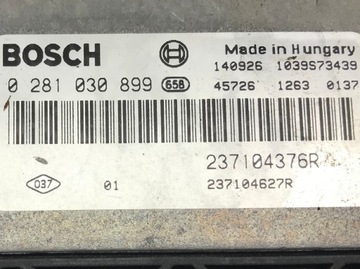 BOSCH
Made in Hungary
140926 1039S73439
0 281 030 899 658
45726 1263 0137
237104376R
037 01 237104627R